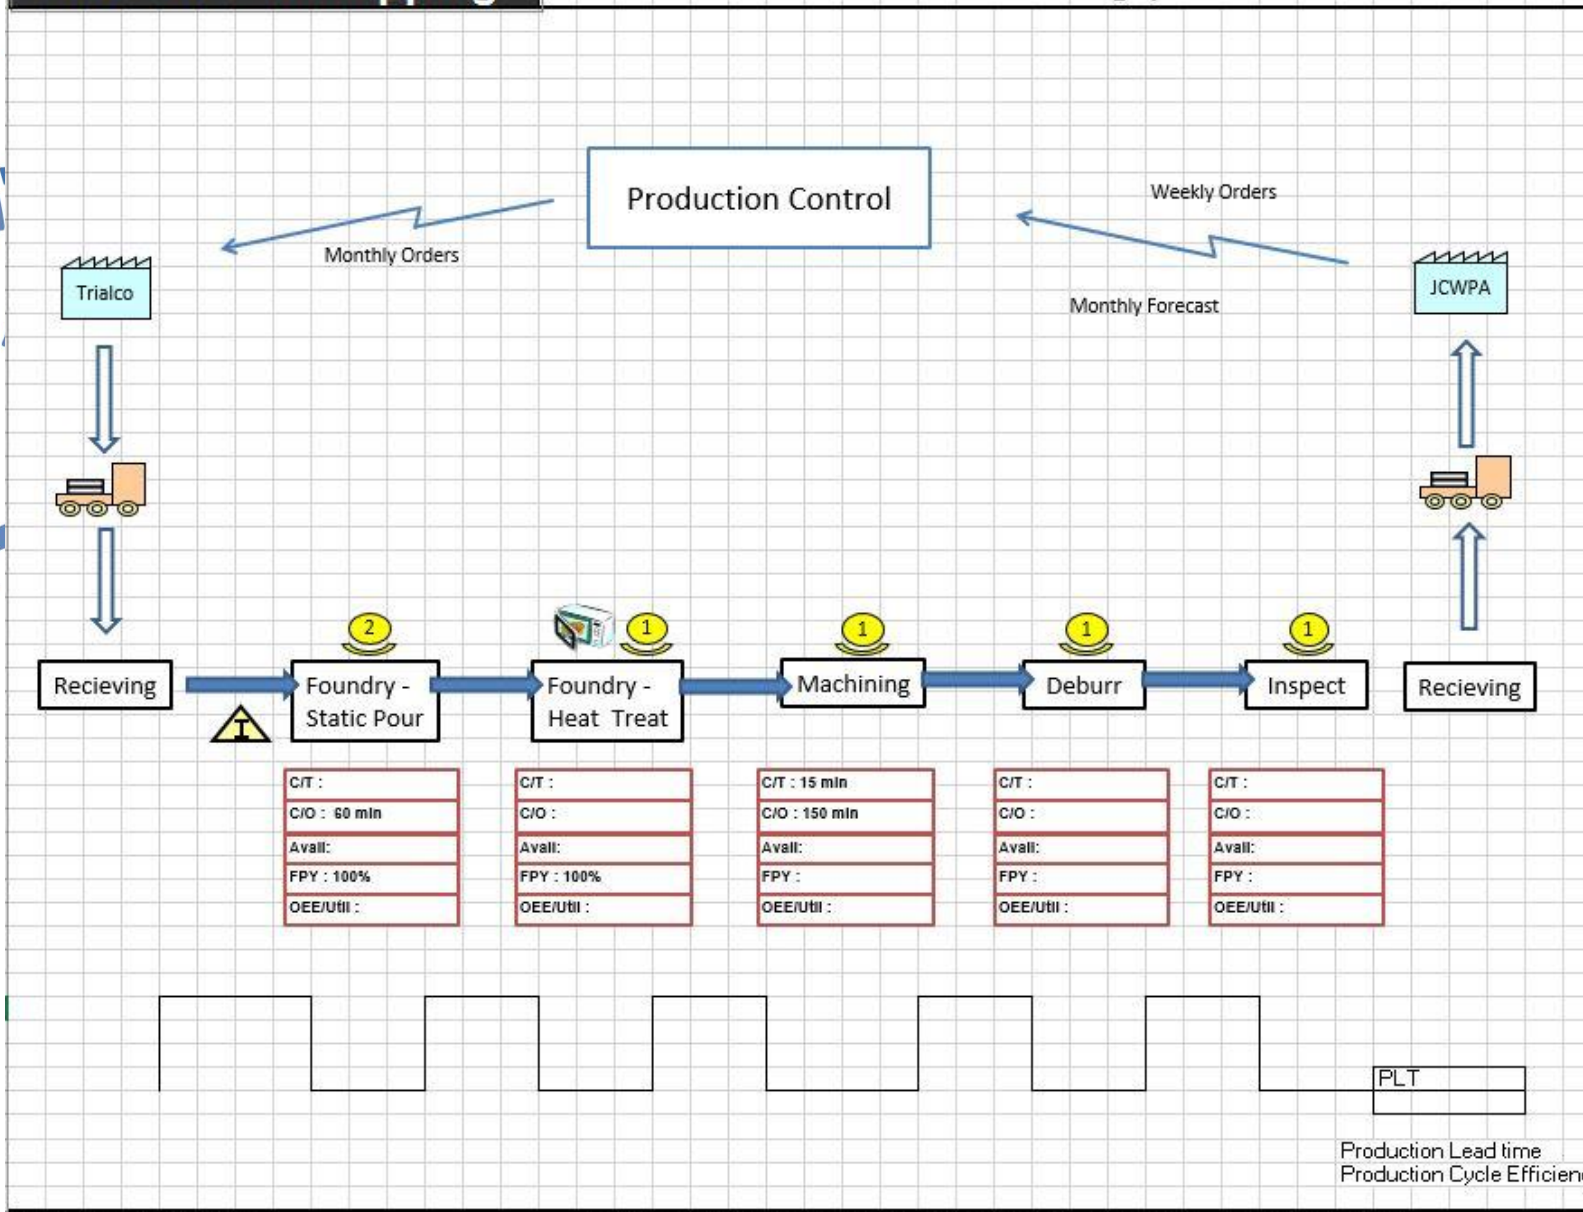 Production Control
Weekly Orders
Monthly Orders
Monthly Forecast
Trialco
JCWPA
2
1
1
1
1
Recieving
Foundry -
Static Pour
Foundry -
Heat Treat
Machining
Deburr
Inspect
Recieving
I
C/T :
C/O : 60 min
Avail:
FPY : 100%
OEE/Util :
C/T :
C/O :
Avail:
FPY : 100%
OEE/Util :
C/T : 15 min
C/O : 150 min
Avail:
FPY :
OEE/Util :
C/T :
C/O :
Avail:
FPY :
OEE/Util :
C/T :
C/O :
Avail:
FPY :
OEE/Util :
PLT
Production Lead time
Production Cycle